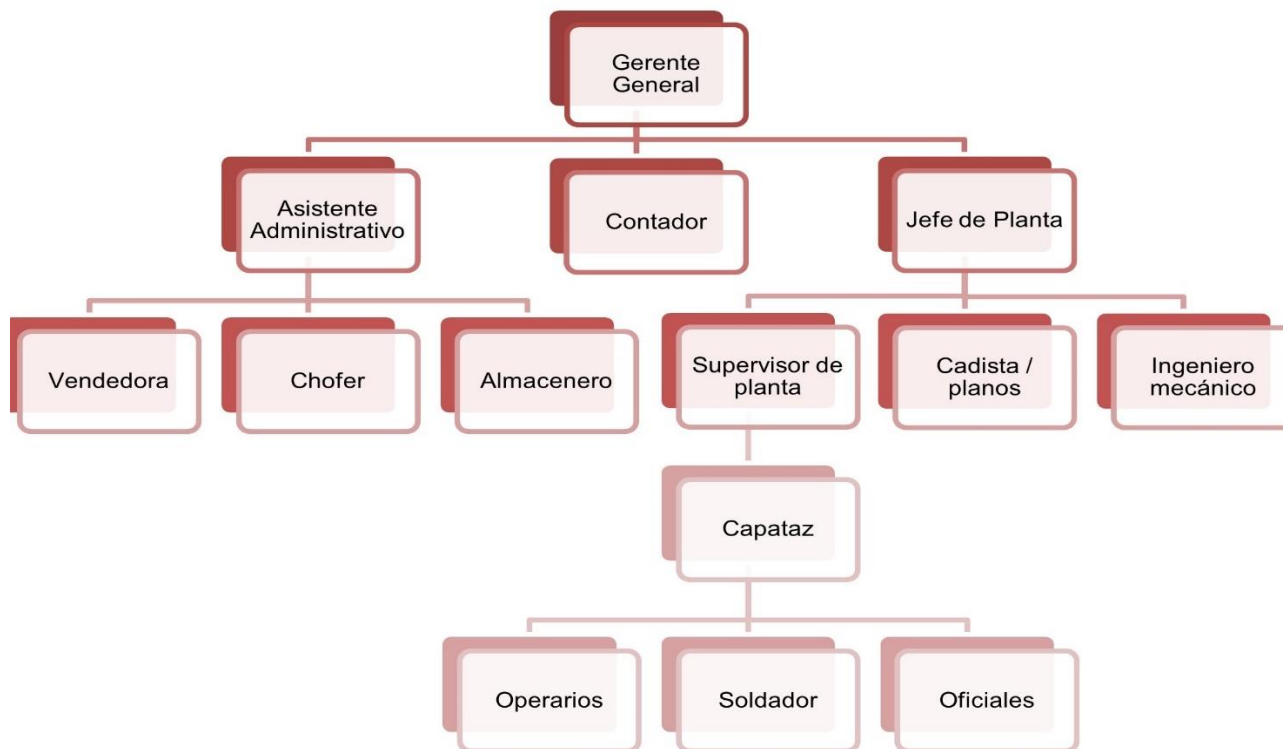 Gerente
General
Asistente
Administrativo
Contador
Jefe de Planta
Vendedora
Chofer
Almacenero
Supervisor de
planta
Cadista /
planos
Ingeniero
mecánico
Capataz
Operarios
Soldador
Oficiales